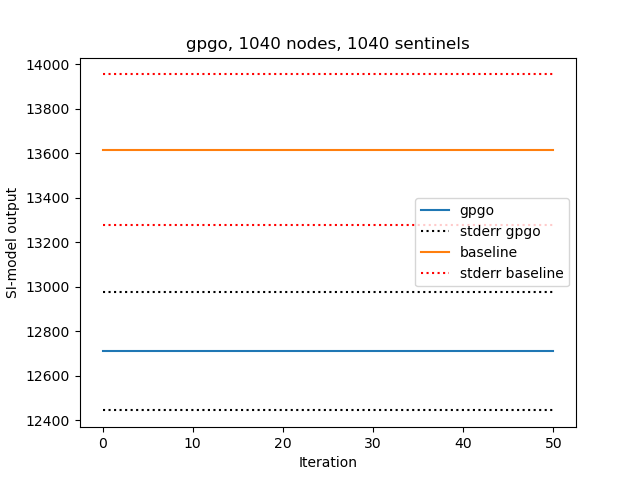 gpgo, 1040 nodes, 1040 sentinels
SI-model output
14000
13800
13600
13400
13200
13000
12800
12600
12400
gpgo
stderr gpgo
baseline
stderr baseline
0 10 20 30 40 50
Iteration